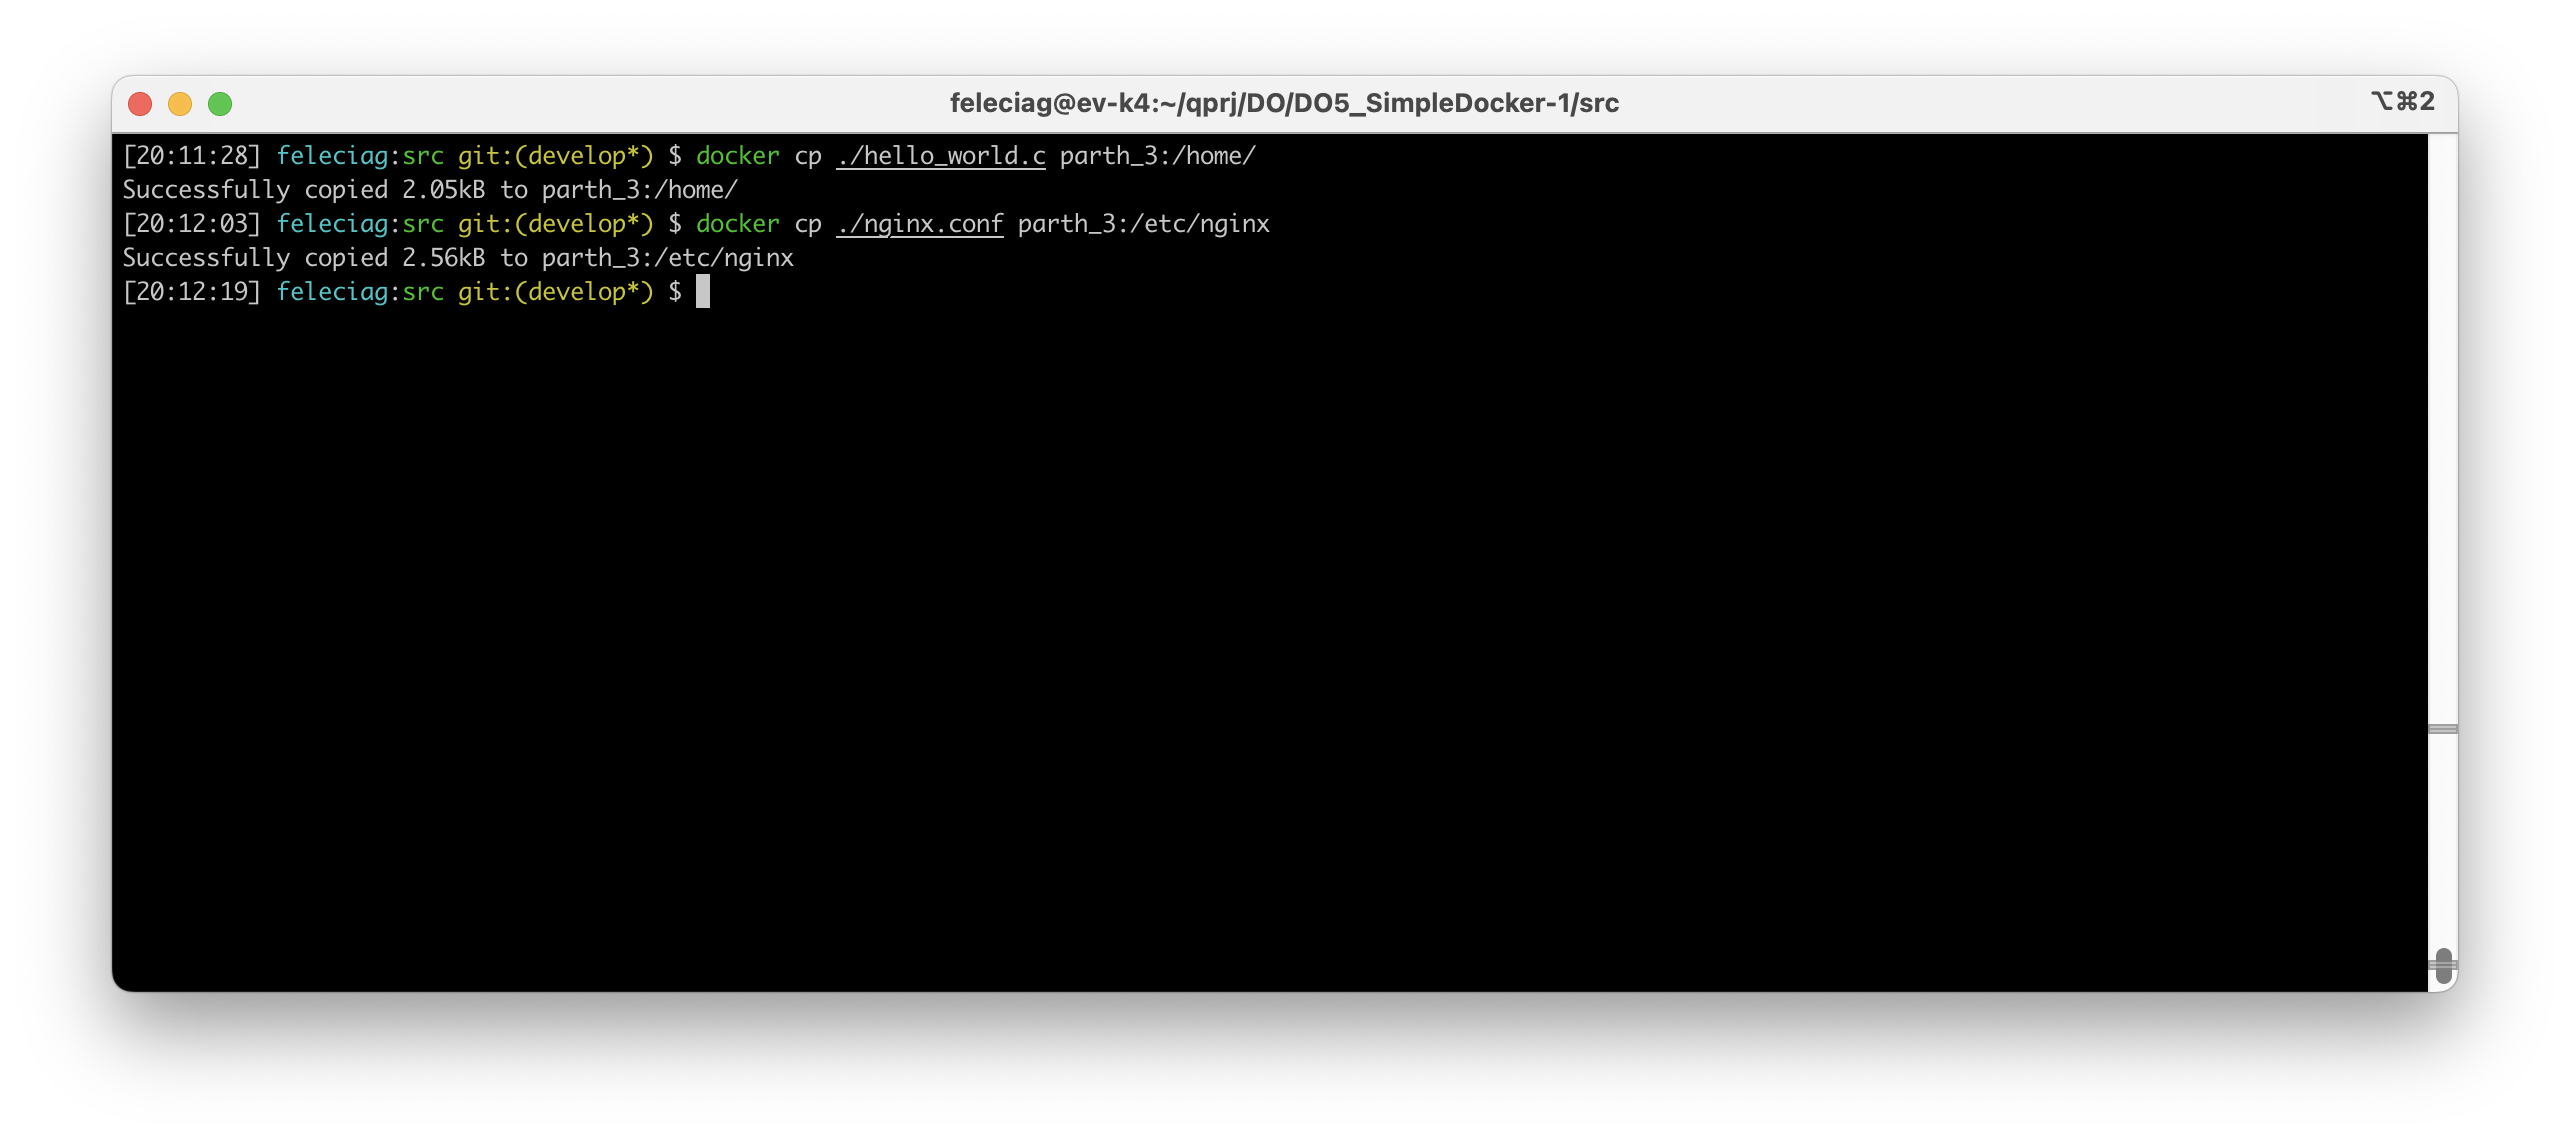 feleciag@ev-k4:~/qprj/DO/DO5_SimpleDocker-1/src
⌥⌘2
[20:11:28] feleciag:src git:(develop*) $ docker cp ./hello_world.c parth_3:/home/
Successfully copied 2.05kB to parth_3:/home/
[20:12:03] feleciag:src git:(develop*) $ docker cp ./nginx.conf parth_3:/etc/nginx
Successfully copied 2.56kB to parth_3:/etc/nginx
[20:12:19] feleciag:src git:(develop*) $